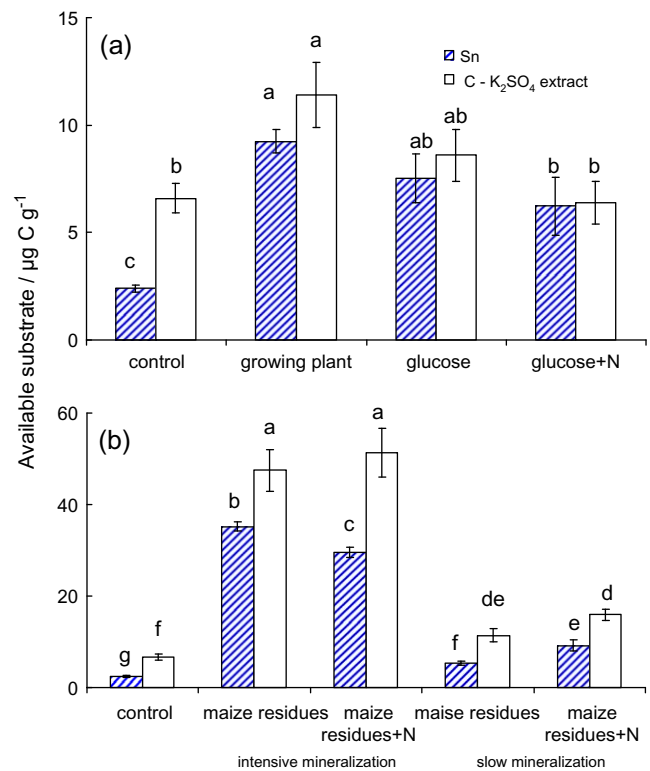 (a)
Sn
C - K₂SO₄ extract
Available substrate / µg C g⁻¹
15
10
5
0
c
b
a
a
ab
ab
b
b
control
growing plant
glucose
glucose+N
(b)
60
40
20
0
g
f
b
a
c
a
f
de
e
d
control
maize residues
maize
residues+N
maise residues
maize
residues+N
intensive mineralization
slow mineralization